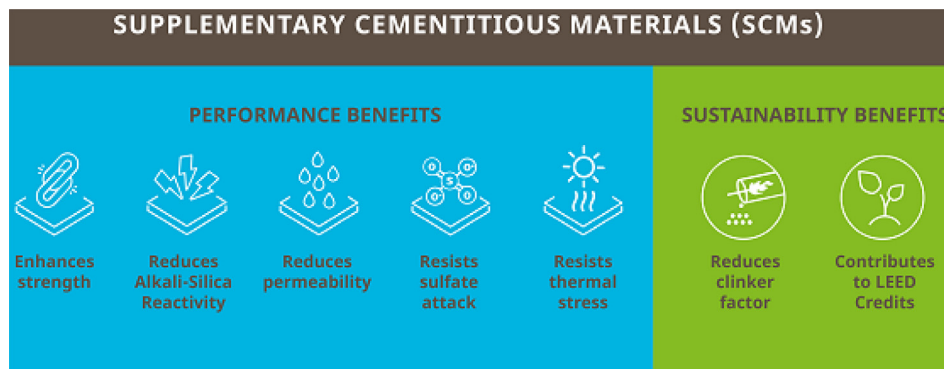 SUPPLEMENTARY CEMENTITIOUS MATERIALS (SCMs)
PERFORMANCE BENEFITS
Enhances
strength
Reduces
Alkali-Silica
Reactivity
Reduces
permeability
Resists
sulfate
attack
Resists
thermal
stress
SUSTAINABILITY BENEFITS
Reduces
clinker
factor
Contributes
to LEED
Credits